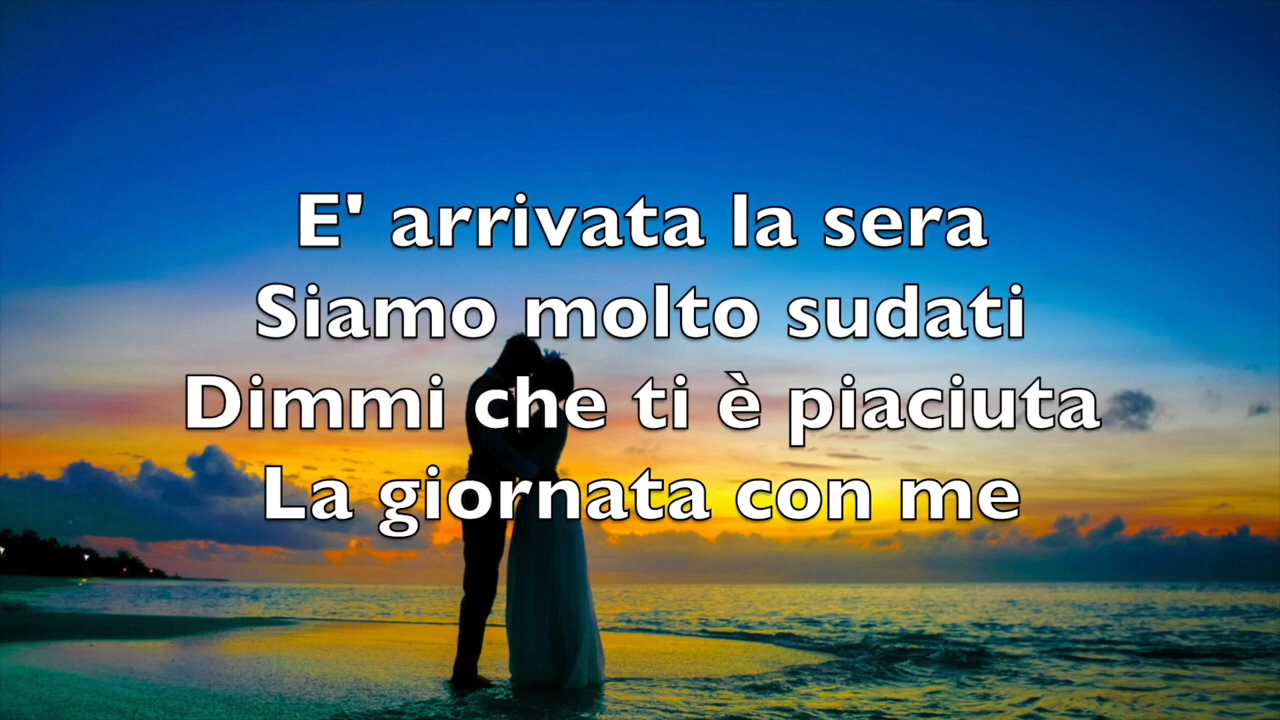 E' arrivata la sera
Siamo molto sudati
Dimmi che ti è piaciuta
La giornata con me